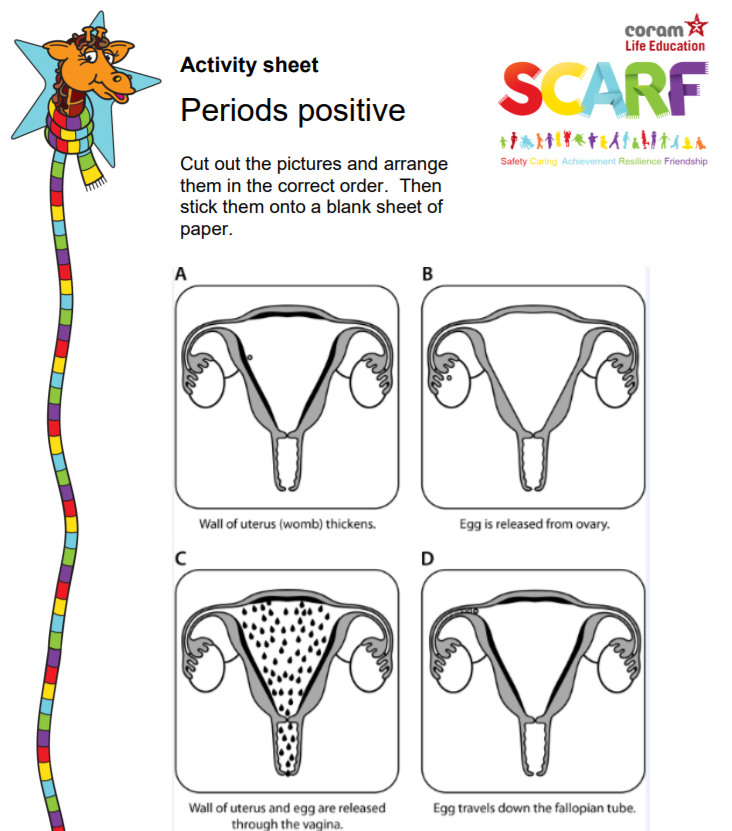 coram
Life Education
SCARF
Safety Caring Achievement Resilience Friendship
Activity sheet
Periods positive
Cut out the pictures and arrange
them in the correct order. Then
stick them onto a blank sheet of
paper.
A
B
Wall of uterus (womb) thickens.
Egg is released from ovary.
C
D
Wall of uterus and egg are released
through the vagina.
Egg travels down the fallopian tube.